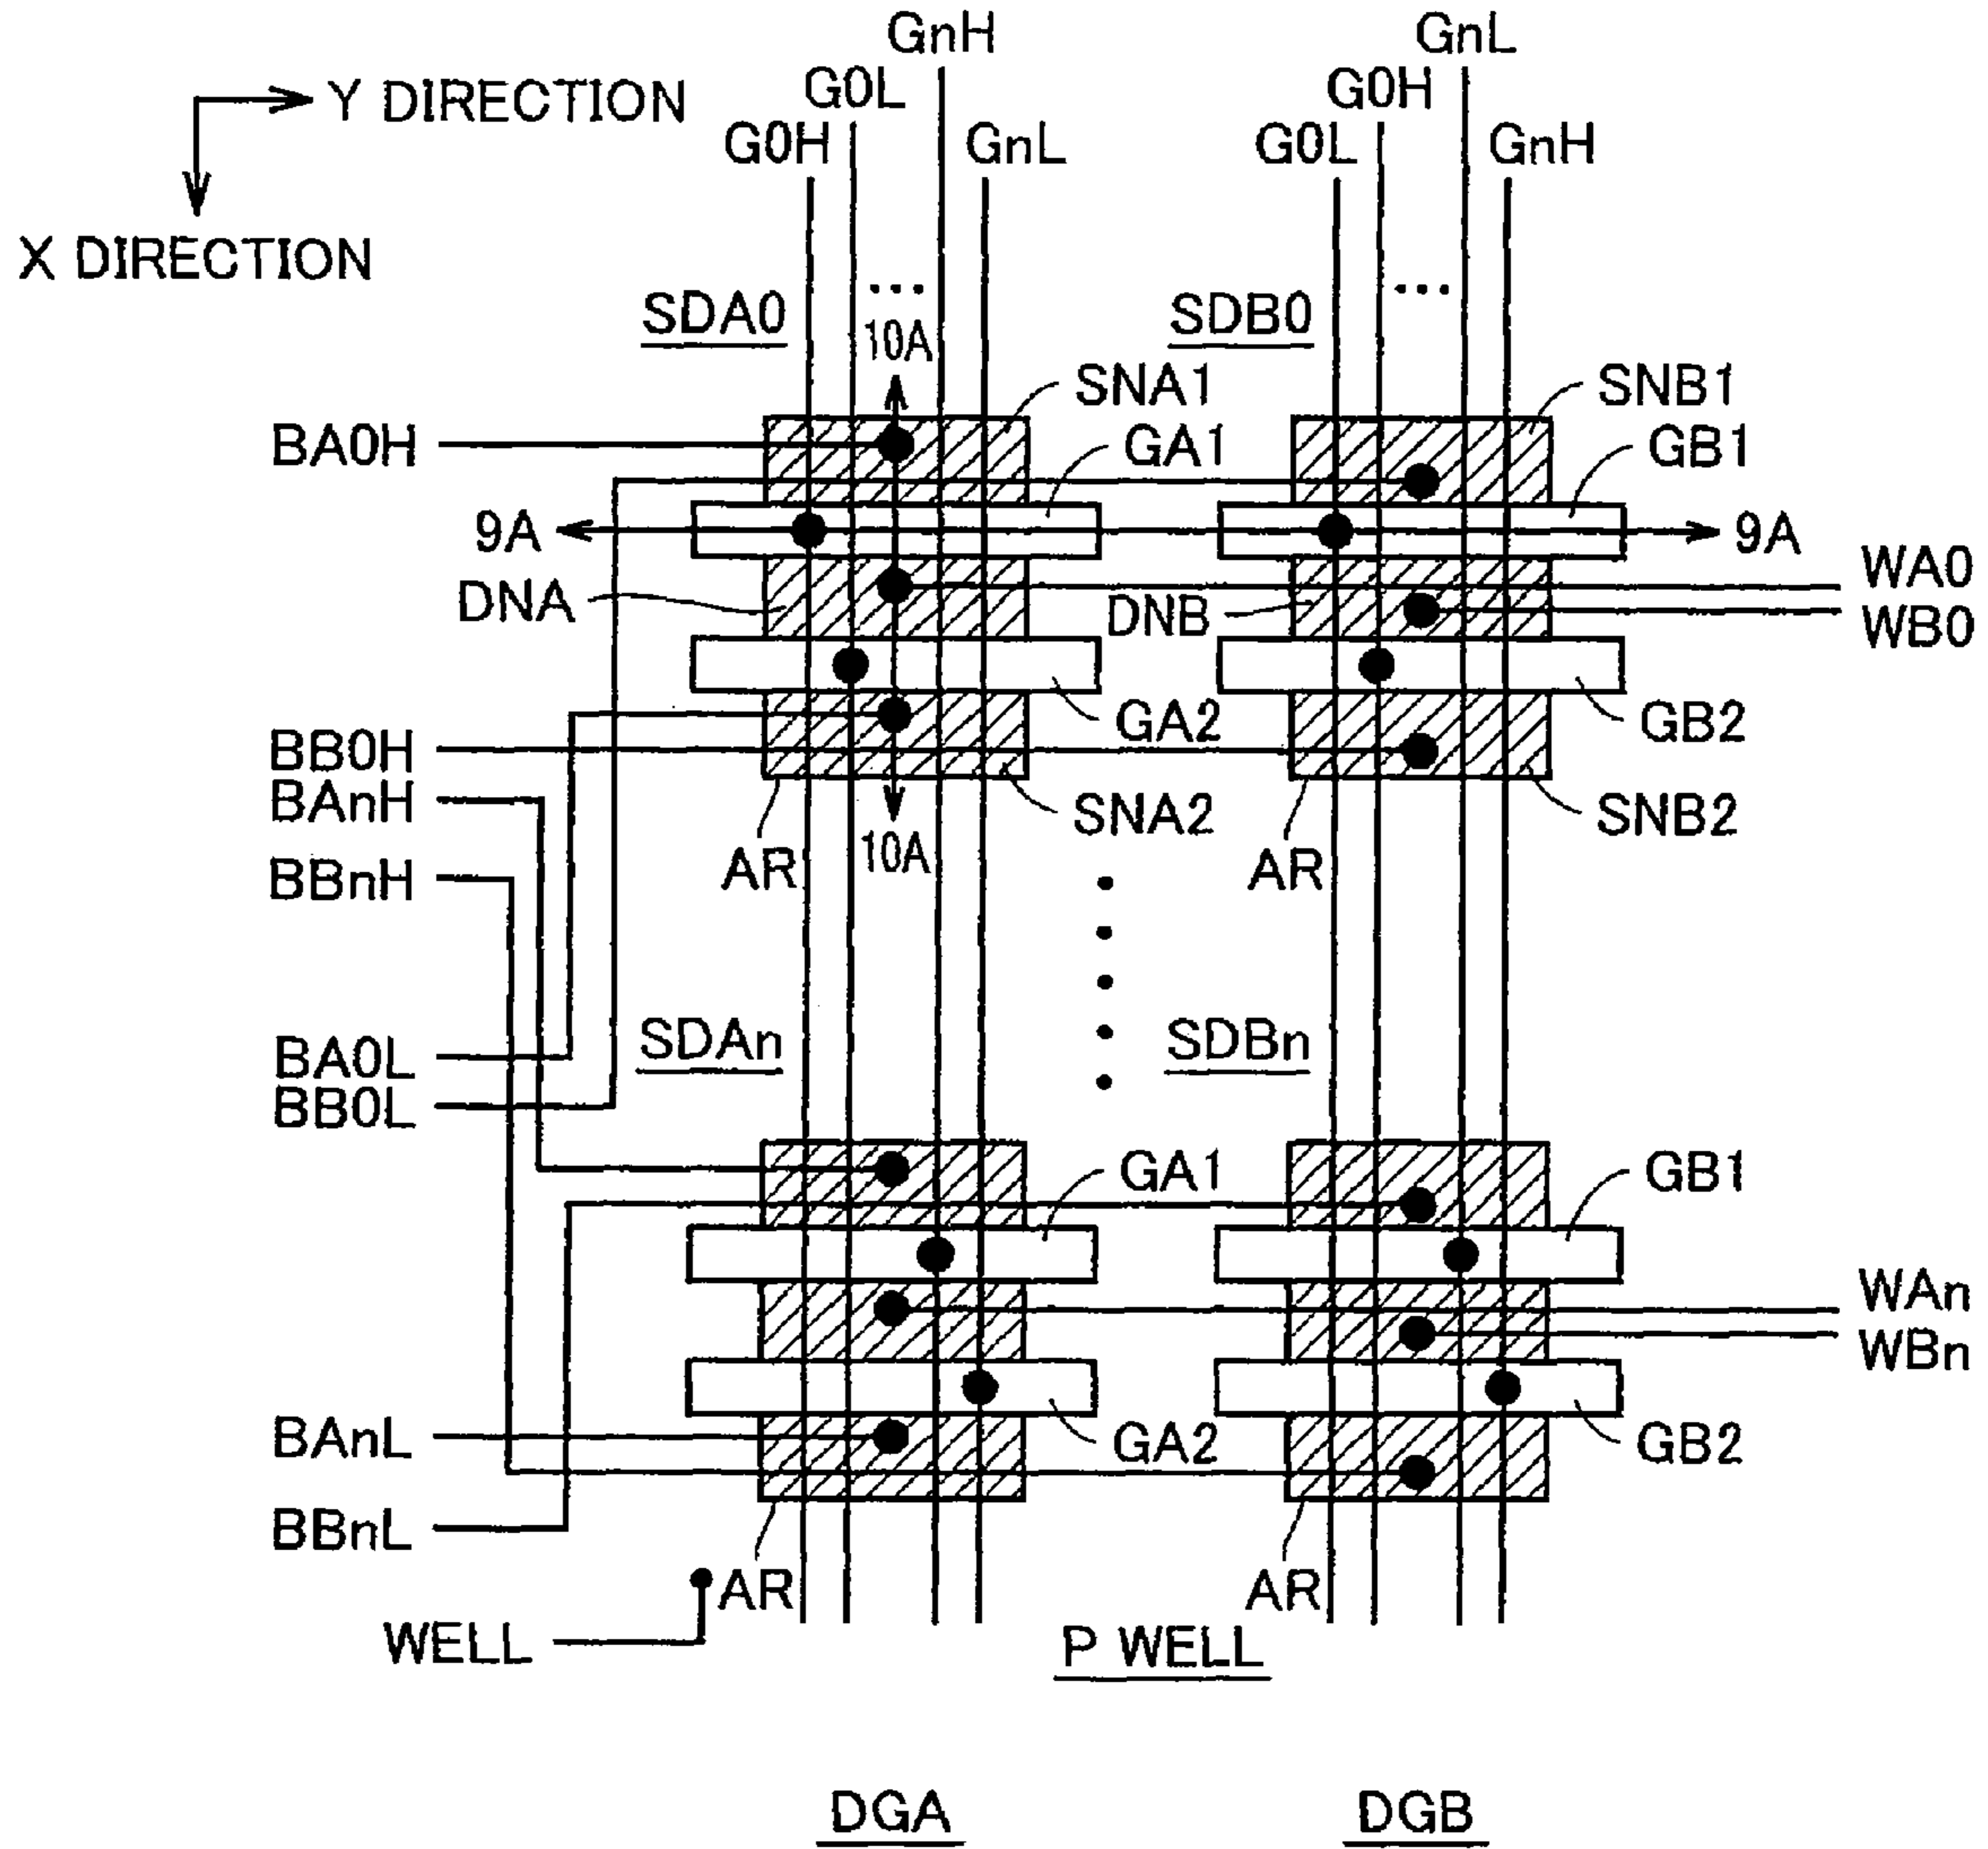 GnH
GnL
Y DIRECTION
G0L
G0H
G0H
GnL
G0L
GnH
X DIRECTION
...
...
SDA0
SDB0
10A
SNA1
SNB1
BA0H
GA1
GB1
9A
9A
WA0
DNA
DNB
WB0
GA2
GB2
BB0H
BAnH
SNA2
SNB2
10A
AR
AR
BBnH
SDAn
SDBn
BA0L
BB0L
GA1
GB1
WAn
WBn
BAnL
GA2
GB2
BBnL
AR
AR
WELL
P WELL
DGA
DGB